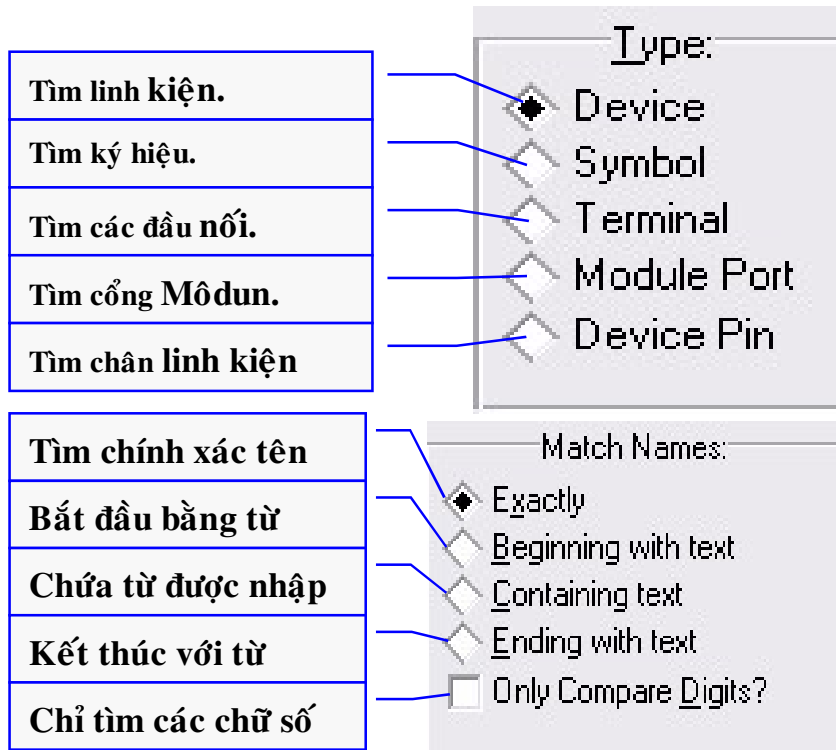 Type:
Tìm linh kiện.
Device
Tìm ký hiệu.
Symbol
Tìm các đầu nối.
Terminal
Tìm cổng Môdun.
Module Port
Tìm chân linh kiện
Device Pin
Match Names:
Tìm chính xác tên
Exactly
Bắt đầu bằng từ
Beginning with text
Chứa từ được nhập
Containing text
Kết thúc với từ
Ending with text
Chỉ tìm các chữ số
Only Compare Digits?